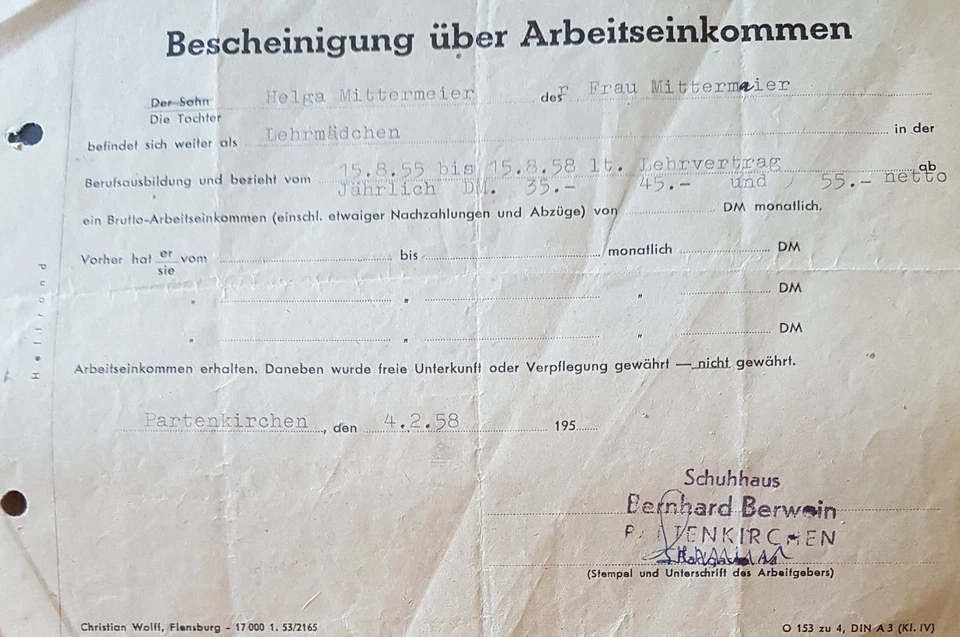 Bescheinigung über Arbeitseinkommen
Der Sohn Helga Mittermeier der Frau Mittermaier
Die Tochter
befindet sich weiter als Lehrmädchen in der
Berufsausbildung und bezieht vom 15.8.55 bis 15.8.58 lt. Lehrvertrag ab
Jährlich DM. 35.- 45.- und 55.- netto
ein Brutto-Arbeitseinkommen (einschl. etwaiger Nachzahlungen und Abzüge) von DM monatlich.
Vorher hat er vom bis monatlich DM
sie
" " " DM
" " " DM
Arbeitseinkommen erhalten. Daneben wurde freie Unterkunft oder Verpflegung gewährt — nicht gewährt.
Partenkirchen, den 4.2.58 195
Schuhhaus
Bernhard Berwein
PARTENKIRCHEN
(Stempel und Unterschrift des Arbeitgebers)
Christian Wolff, Flensburg - 17 000 1. 53/2165
O 153 zu 4, DIN A 3 (Kl. IV)